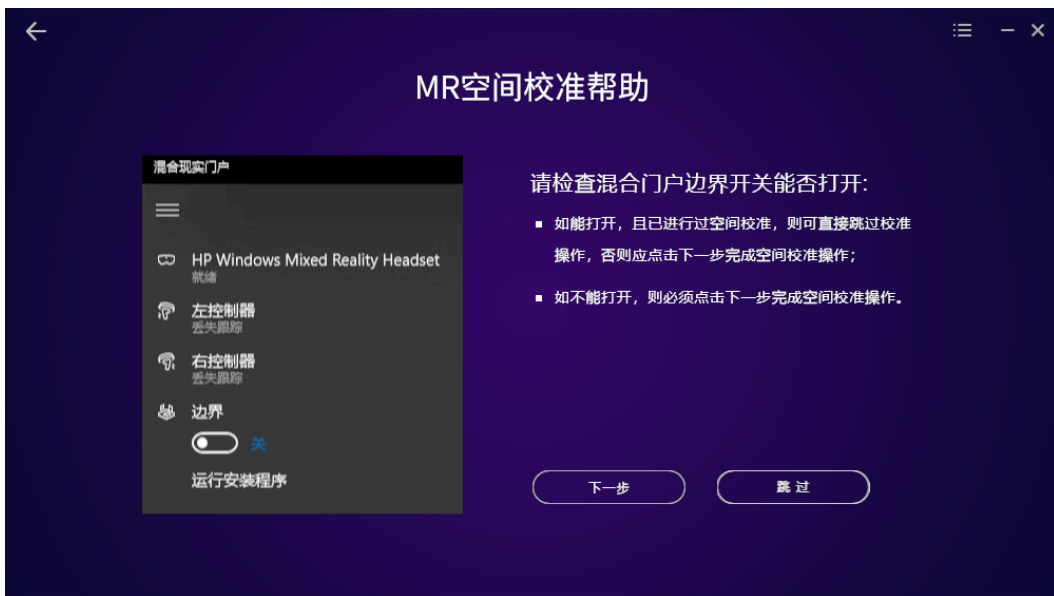 MR空间校准帮助
混合现实门户
HP Windows Mixed Reality Headset
就绪
左控制器
丢失跟踪
右控制器
丢失跟踪
边界
关
运行安装程序
请检查混合门户边界开关能否打开:
如能打开，且已进行过空间校准，则可直接跳过校准
操作，否则应点击下一步完成空间校准操作;
如不能打开，则必须点击下一步完成空间校准操作。
下一步
跳 过